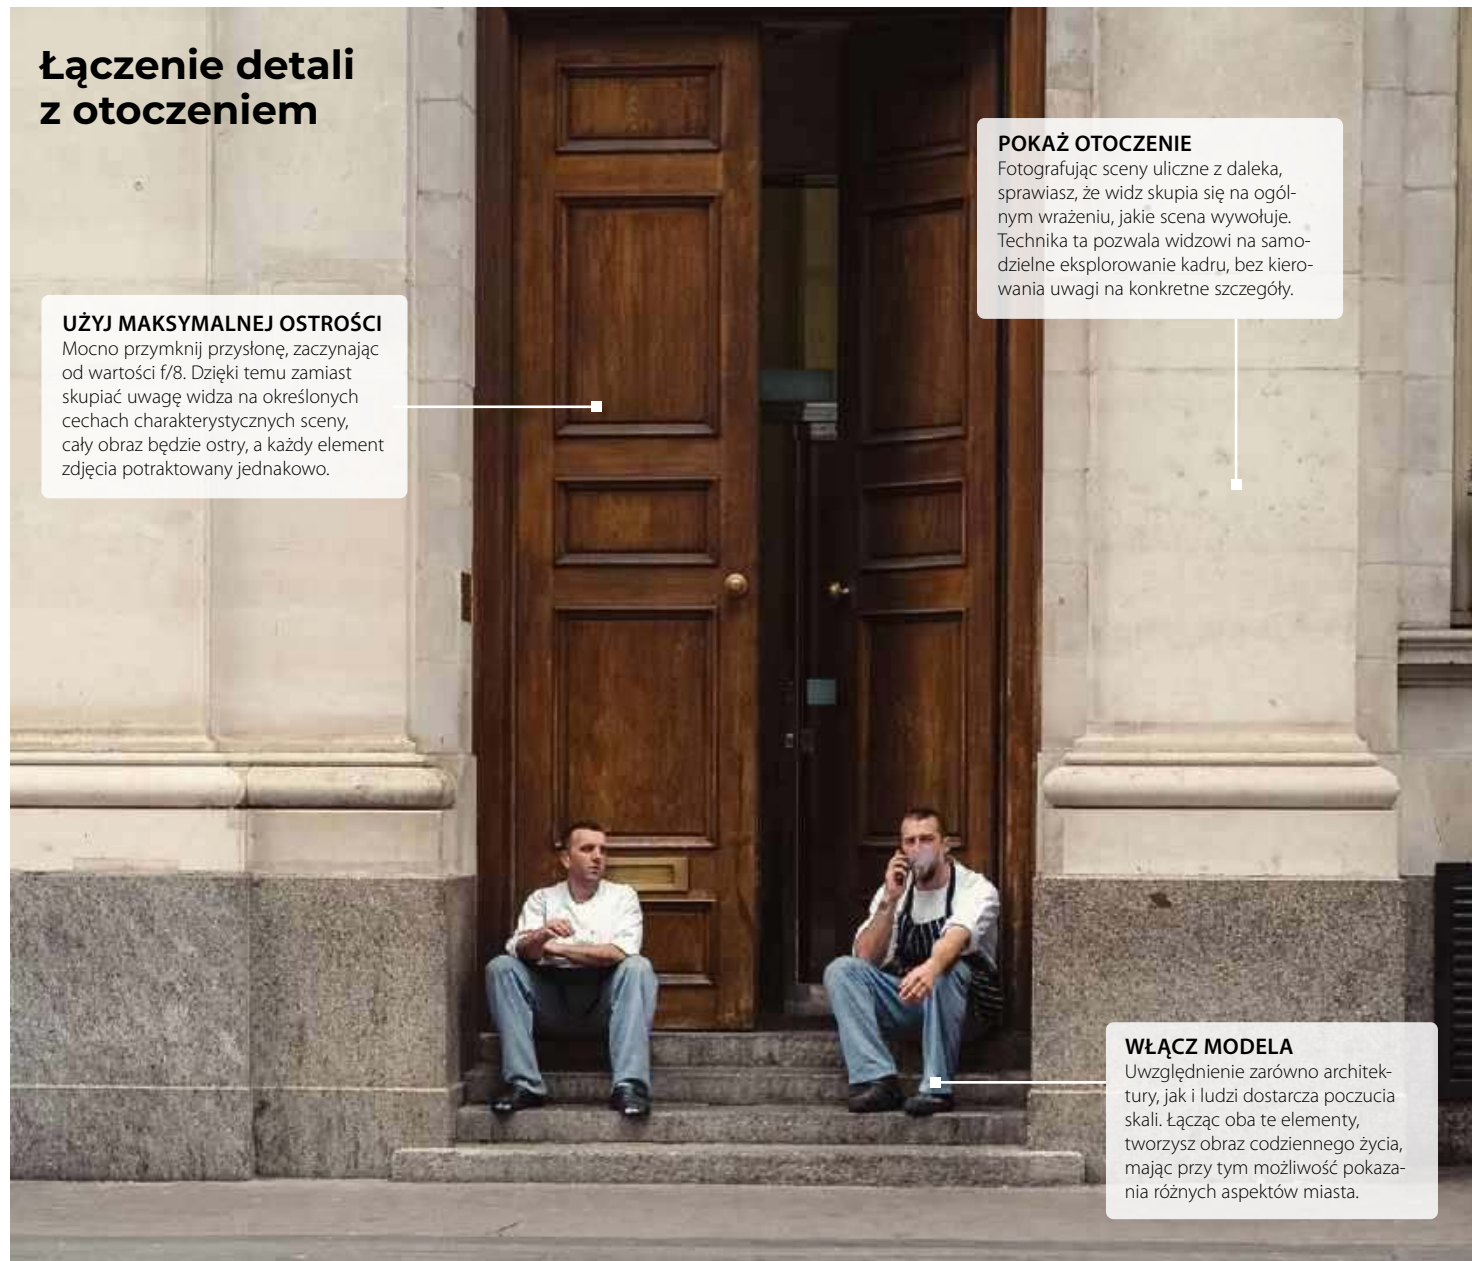 Łączenie detali
z otoczeniem
POKAŻ OTOCZENIE
Fotografując sceny uliczne z daleka,
sprawiasz, że widz skupia się na ogól-
nym wrażeniu, jakie scena wywołuje.
Technika ta pozwala widzowi na samo-
dzielne eksplorowanie kadru, bez kiero-
wania uwagi na konkretne szczegóły.
UŻYJ MAKSYMALNEJ OSTROŚCI
Mocno przymknij przysłonę, zaczynając
od wartości f/8. Dzięki temu zamiast
skupiać uwagę widza na określonych
cechach charakterystycznych sceny,
cały obraz będzie ostry, a każdy element
zdjęcia potraktowany jednakowo.
WŁĄCZ MODELA
Uwzględnienie zarówno architek-
tury, jak i ludzi dostarcza poczucia
skali. Łącząc oba te elementy,
tworzysz obraz codziennego życia,
mając przy tym możliwość pokaza-
nia różnych aspektów miasta.